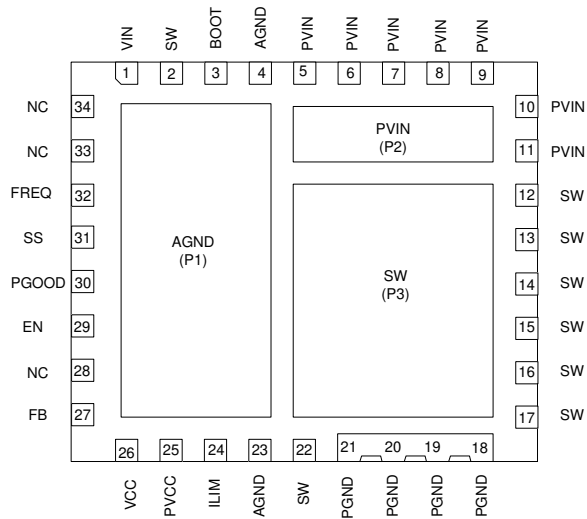 VIN SW BOOT AGND PVIN PVIN PVIN PVIN PVIN
1 2 3 4 5 6 7 8 9
NC 34 10 PVIN
NC 33 11 PVIN
PVIN
(P2)
FREQ 32 12 SW
SS 31 13 SW
AGND
(P1)
SW
(P3)
PGOOD 30 14 SW
EN 29 15 SW
NC 28 16 SW
FB 27 17 SW
26 25 24 23 22 21 20 19 18
VCC PVCC ILIM AGND SW PGND PGND PGND PGND